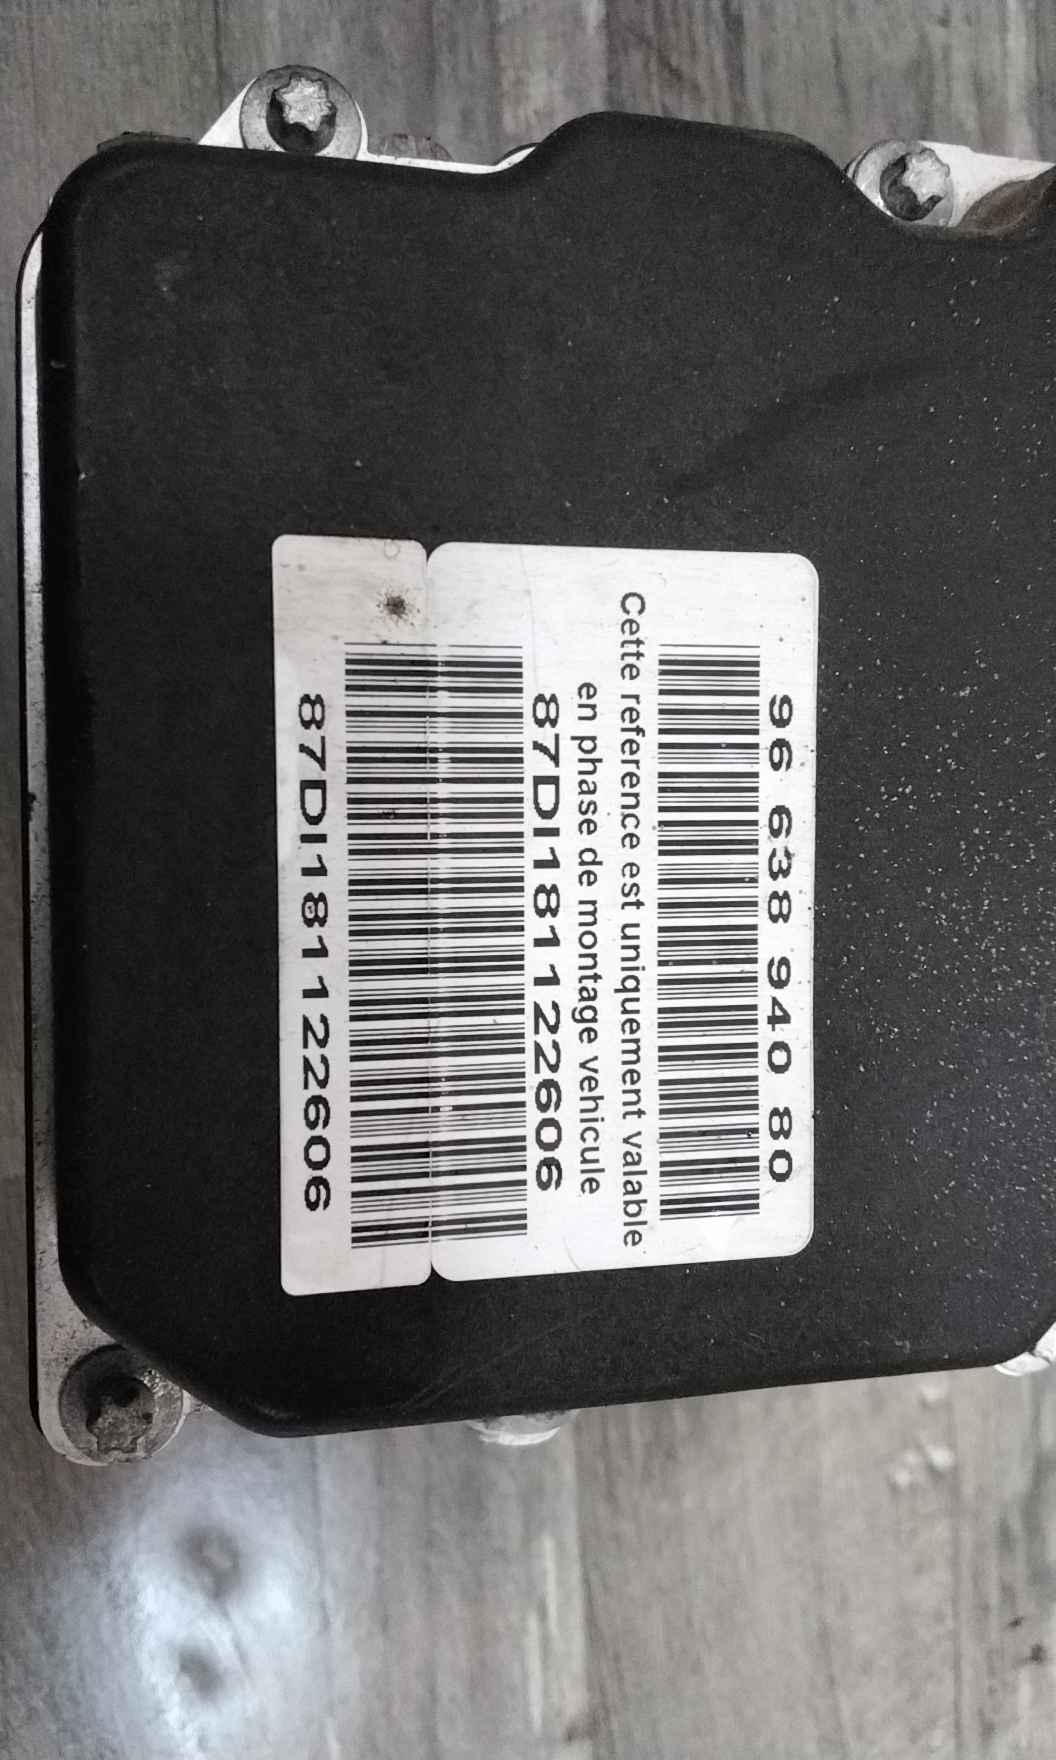 96 638 940 80
Cette reference est uniquement valable
en phase de montage vehicule
87DI181122606
87DI181122606